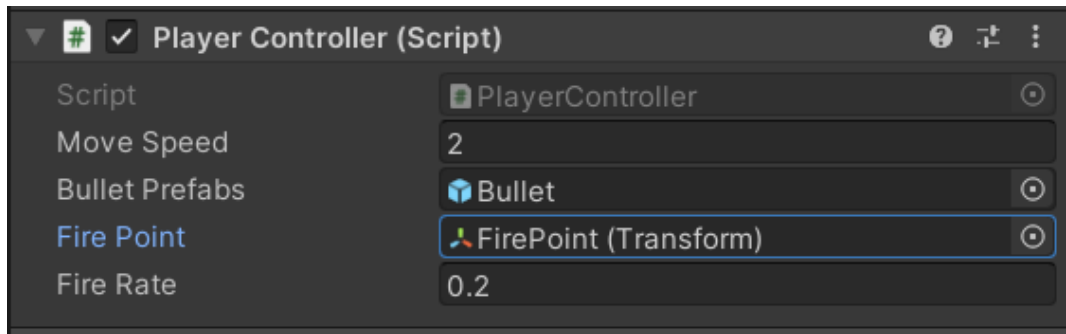 Player Controller (Script)
Script PlayerController
Move Speed 2
Bullet Prefabs Bullet
Fire Point FirePoint (Transform)
Fire Rate 0.2